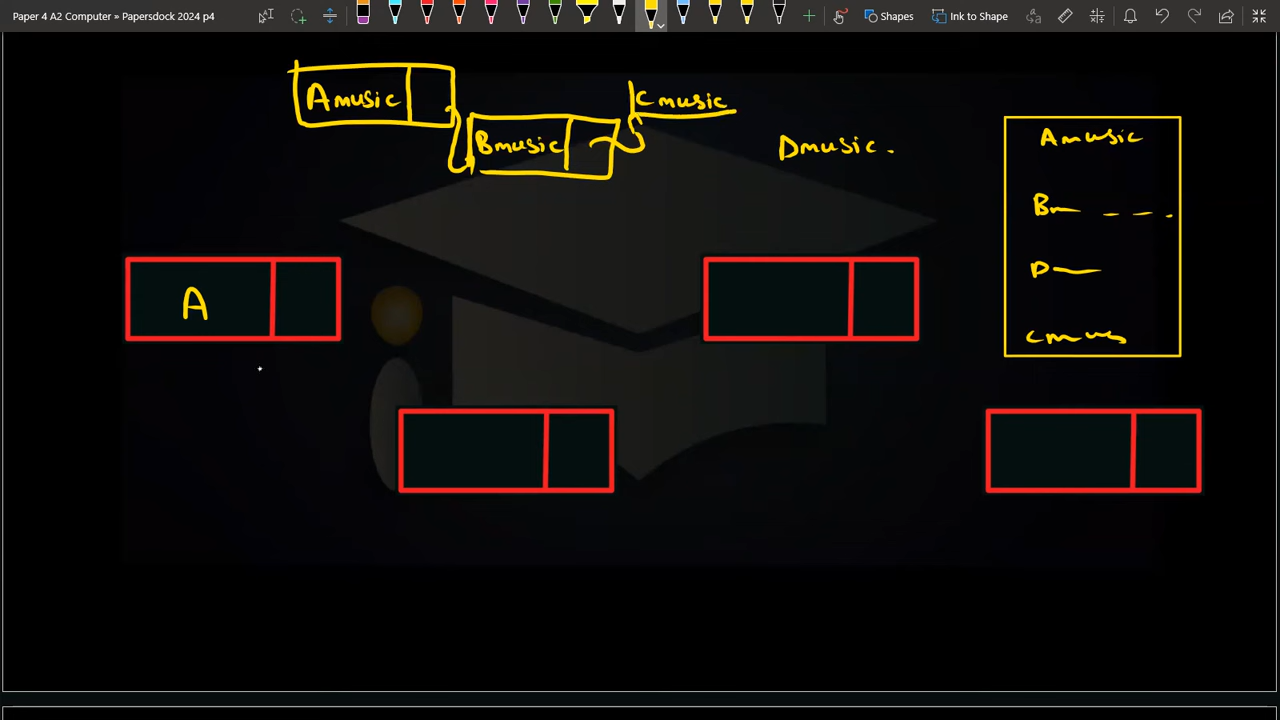 Paper 4 A2 Computer » Papersdock 2024 p4
Shapes
Ink to Shape
Amusic
Bmusic
Cmusic
Dmusic.
Amusic
B
D
A